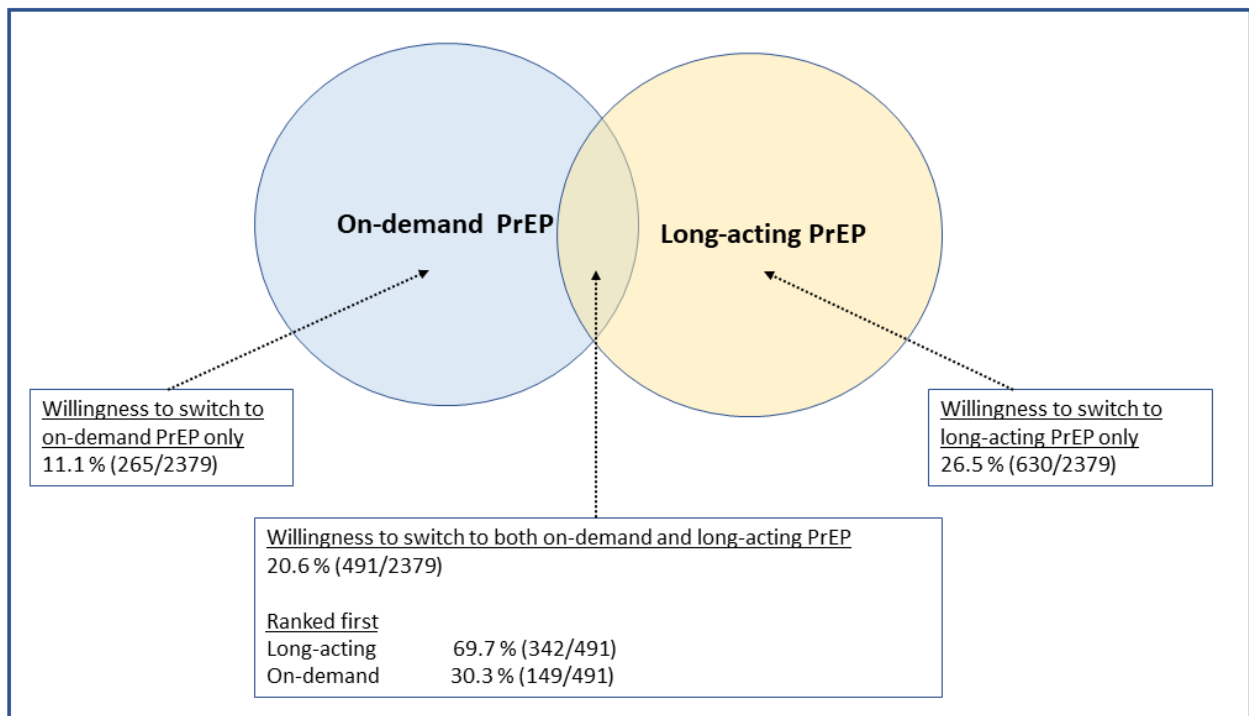 On-demand PrEP
Long-acting PrEP
Willingness to switch to
on-demand PrEP only
11.1 % (265/2379)
Willingness to switch to
long-acting PrEP only
26.5 % (630/2379)
Willingness to switch to both on-demand and long-acting PrEP
20.6 % (491/2379)
Ranked first
Long-acting 69.7 % (342/491)
On-demand 30.3 % (149/491)